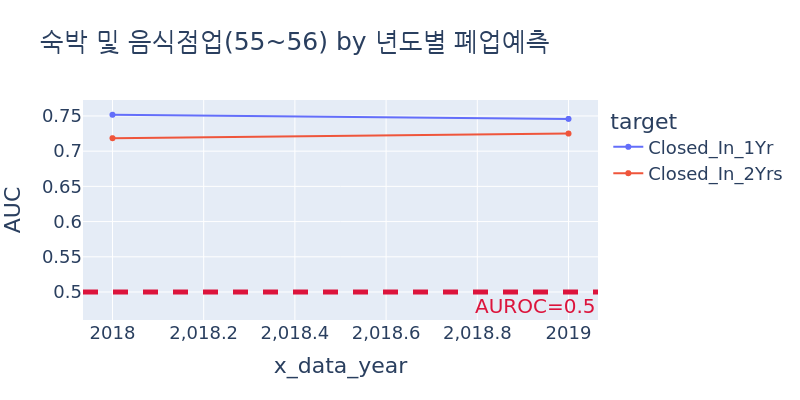 숙박 및 음식점업(55~56) by 년도별 폐업예측
target
Closed_In_1Yr
Closed_In_2Yrs
AUC
0.75
0.7
0.65
0.6
0.55
0.5
AUROC=0.5
2018
2,018.2
2,018.4
2,018.6
2,018.8
2019
x_data_year